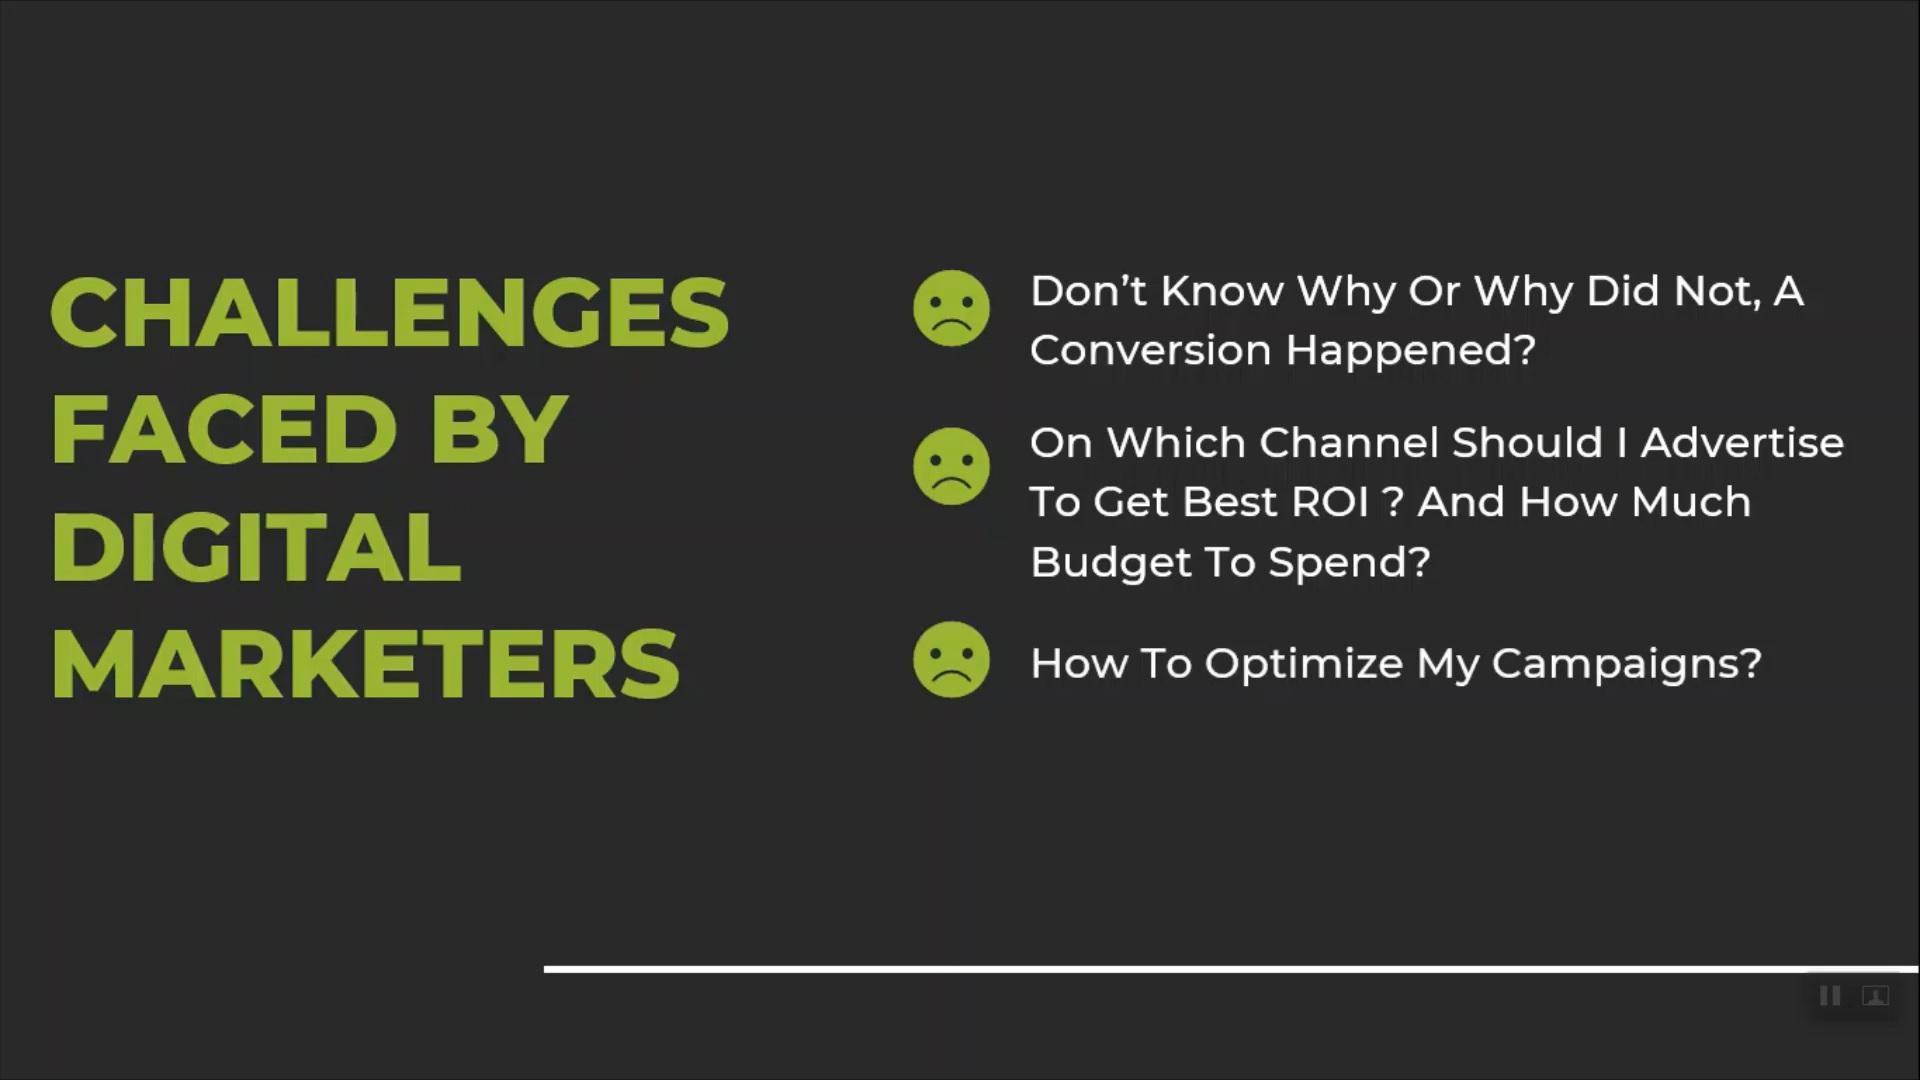 CHALLENGES
FACED BY
DIGITAL
MARKETERS
Don’t Know Why Or Why Did Not, A
Conversion Happened?
On Which Channel Should I Advertise
To Get Best ROI ? And How Much
Budget To Spend?
How To Optimize My Campaigns?